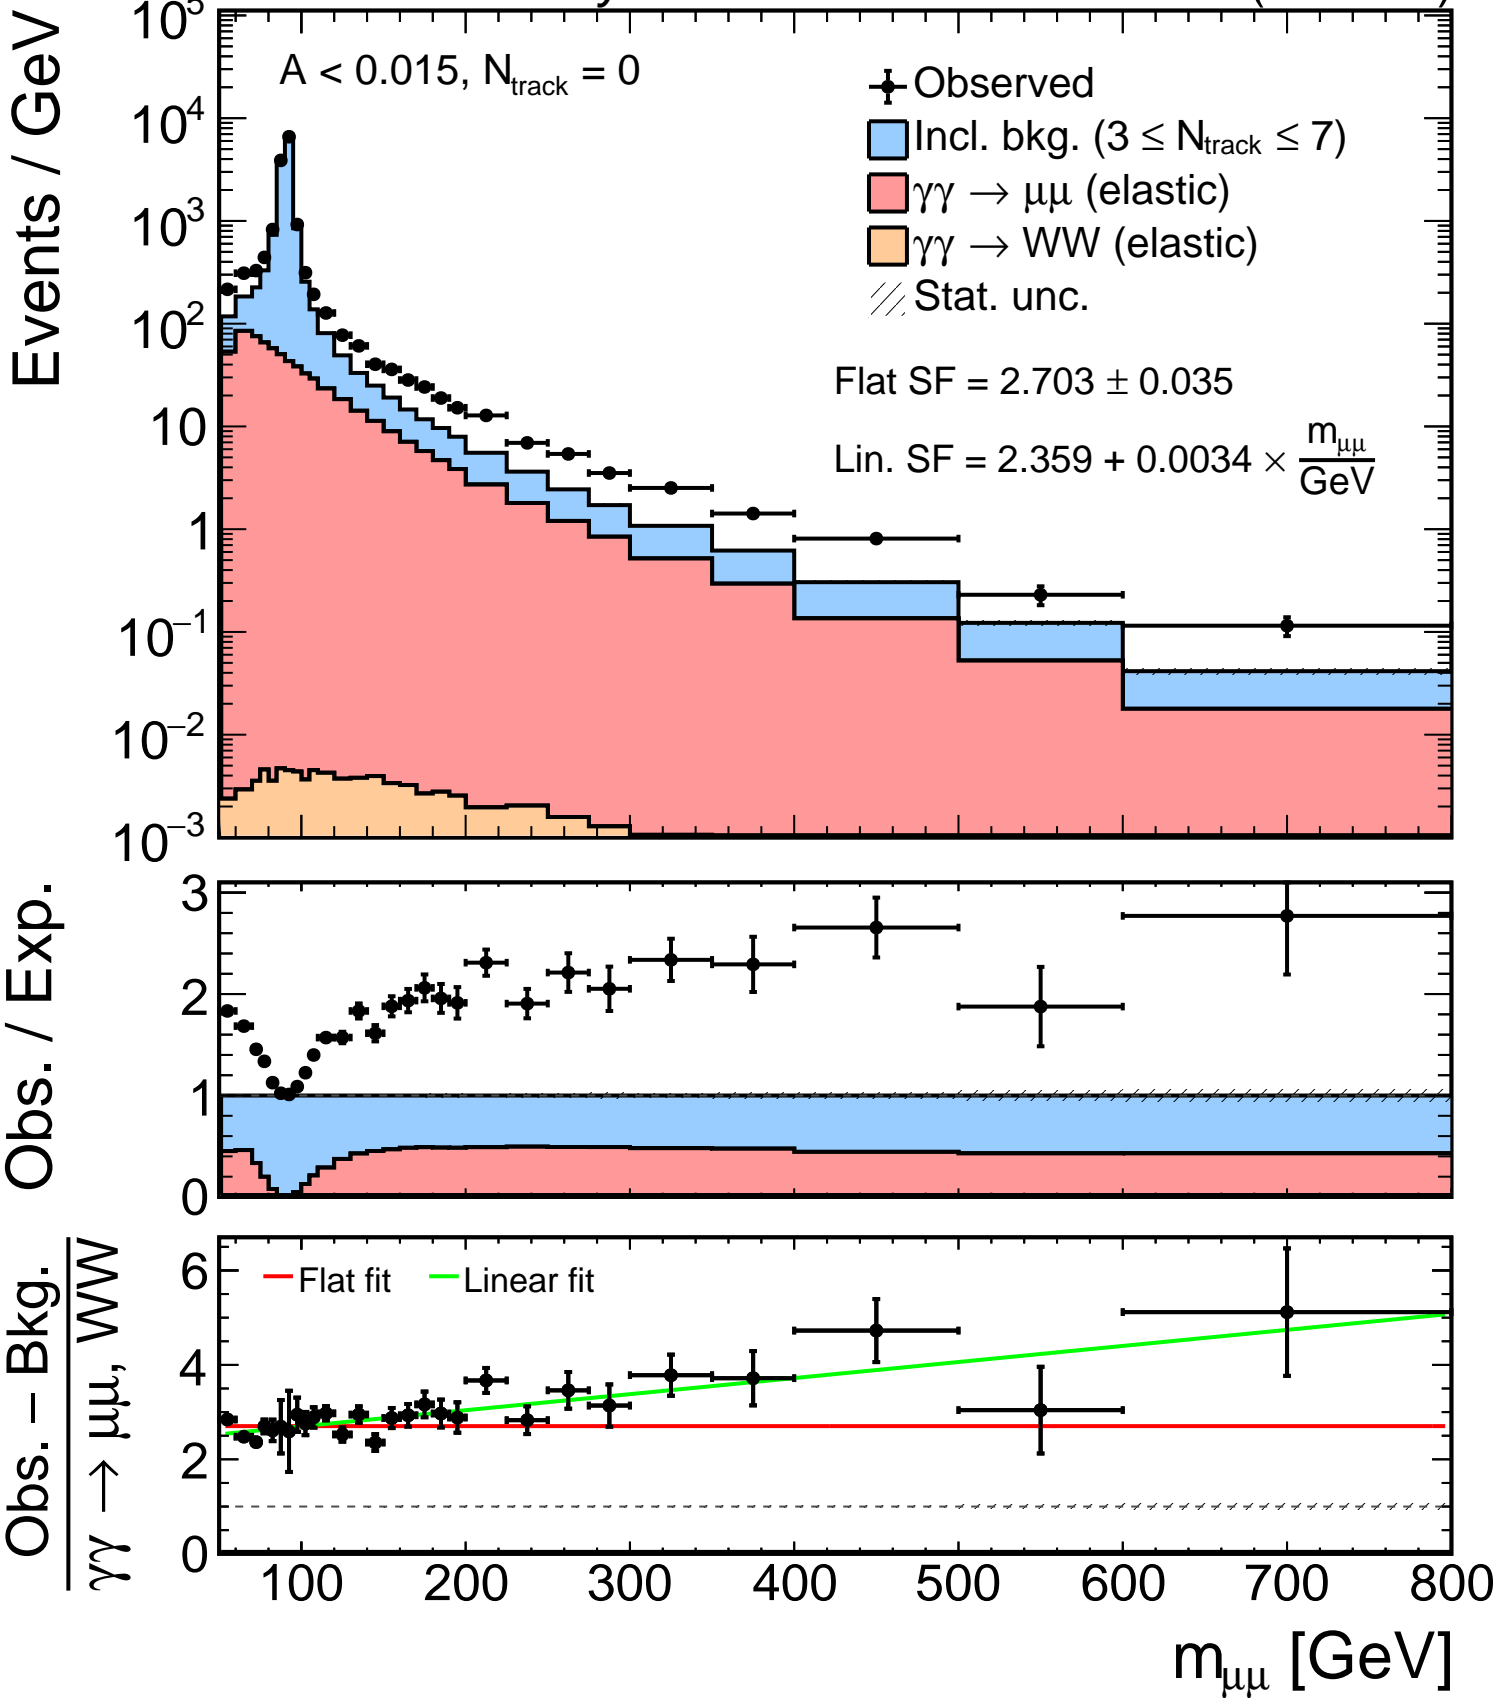 A < 0.015, N_track = 0
Observed
Incl. bkg. (3 ≤ N_track ≤ 7)
γγ → μμ (elastic)
γγ → WW (elastic)
Stat. unc.
Flat SF = 2.703 ± 0.035
Lin. SF = 2.359 + 0.0034 × m_μμ / GeV
Events / GeV
10^5
10^4
10^3
10^2
10
1
10^−1
10^−2
10^−3
Obs. / Exp.
3
2
1
0
Obs. − Bkg.
γγ → μμ, WW
Flat fit
Linear fit
6
4
2
0
100 200 300 400 500 600 700 800
m_μμ [GeV]